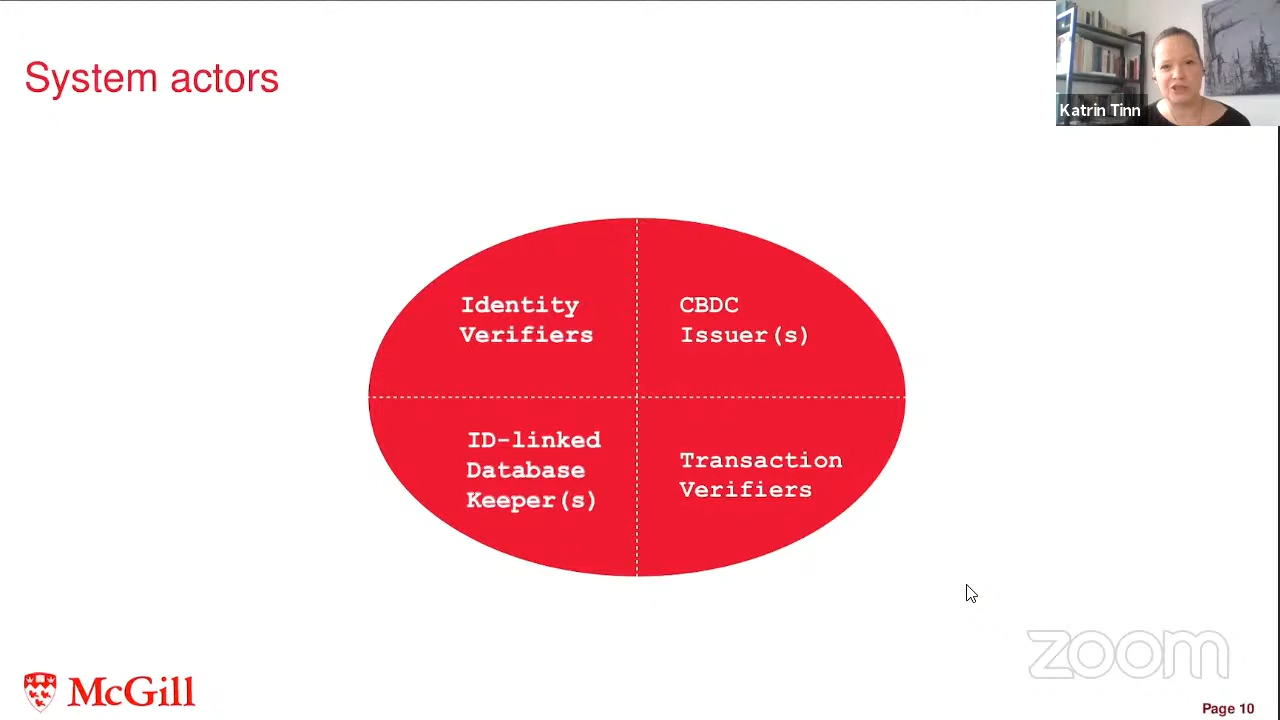 System actors
Katrin Tinn
Identity
Verifiers
CBDC
Issuer(s)
ID-linked
Database
Keeper(s)
Transaction
Verifiers
zoom
McGill
Page 10